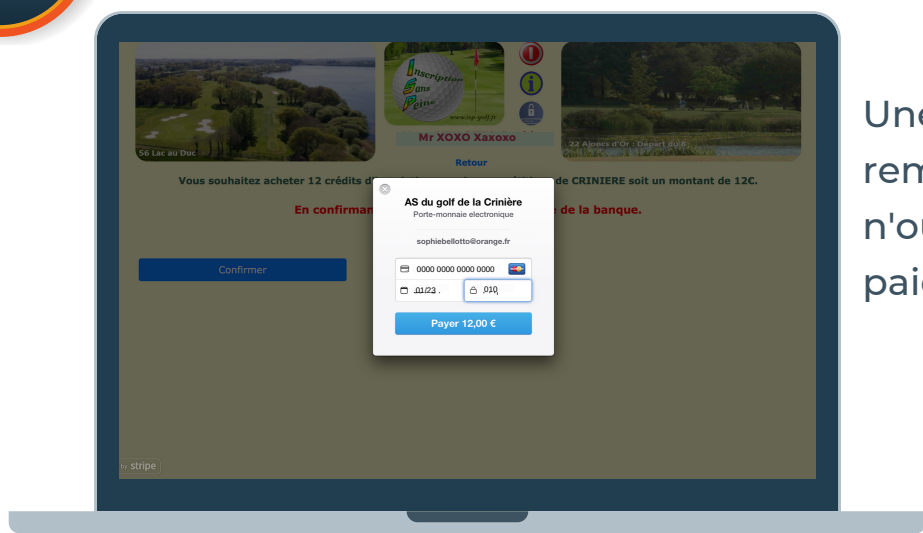 Inscription
Sans
Peine
www.isp-golf.fr
56 Lac au Duc
Mr XOXO Xaxoxo
22 Ajoncs d'Or : Départ du 6
Retour
Vous souhaitez acheter 12 crédits d' de CRINIERE soit un montant de 12€.
En confirman de la banque.
Confirmer
AS du golf de la Crinière
Porte-monnaie electronique
sophiebellotto@orange.fr
0000 0000 0000 0000
01/23
010
Payer 12,00 €
by stripe
Une
rem
n'ou
paie